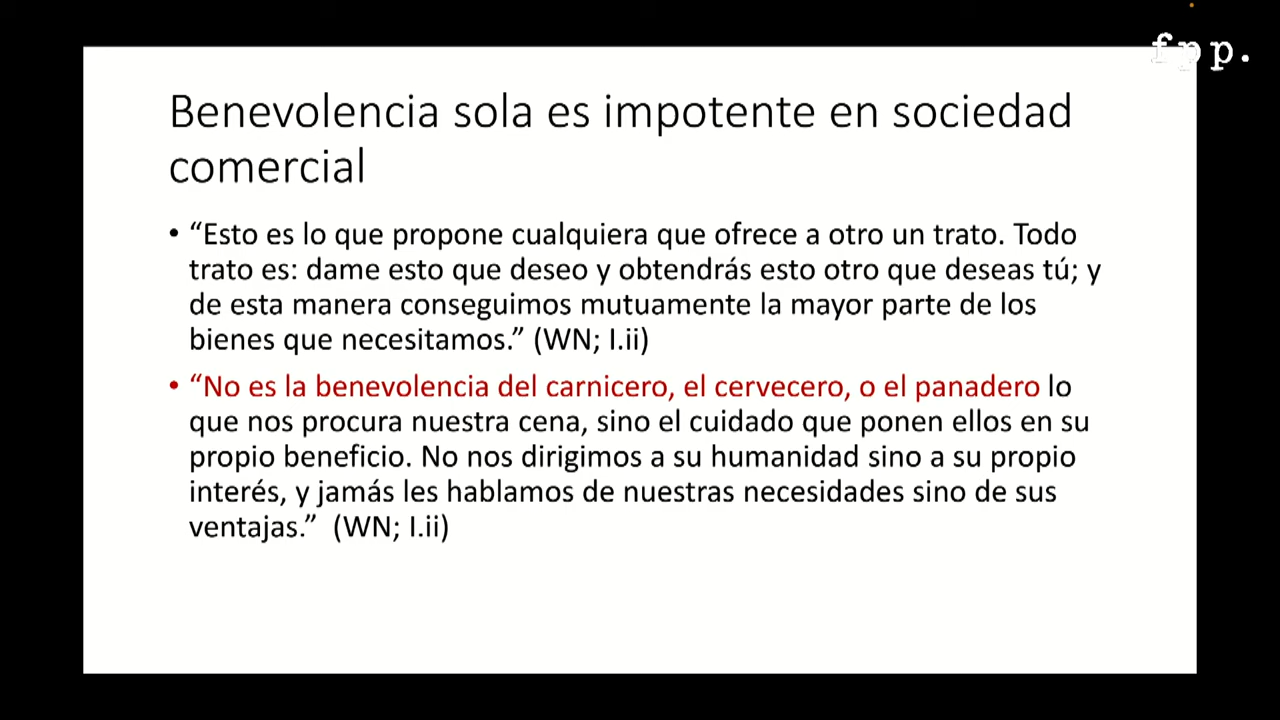 fpp.
Benevolencia sola es impotente en sociedad
comercial
• “Esto es lo que propone cualquiera que ofrece a otro un trato. Todo
trato es: dame esto que deseo y obtendrás esto otro que deseas tú; y
de esta manera conseguimos mutuamente la mayor parte de los
bienes que necesitamos.” (WN; I.ii)
• “No es la benevolencia del carnicero, el cervecero, o el panadero lo
que nos procura nuestra cena, sino el cuidado que ponen ellos en su
propio beneficio. No nos dirigimos a su humanidad sino a su propio
interés, y jamás les hablamos de nuestras necesidades sino de sus
ventajas.” (WN; I.ii)